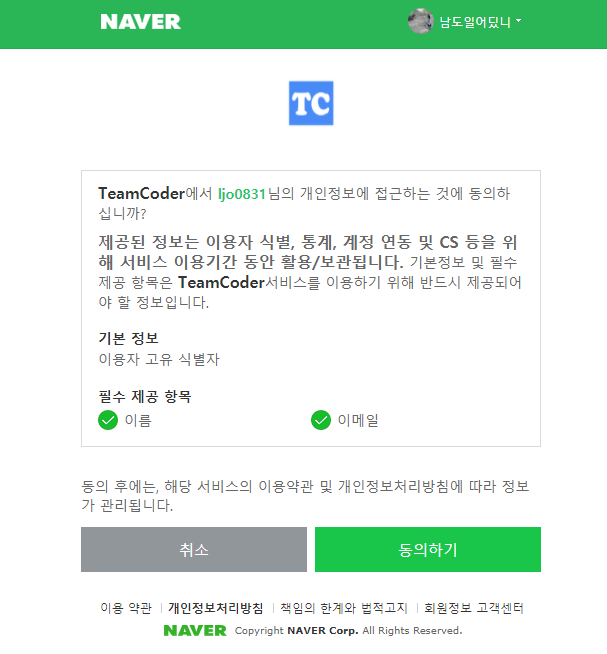 NAVER
남도일어딨니
TC
TeamCoder에서 ljo0831님의 개인정보에 접근하는 것에 동의하
십니까?
제공된 정보는 이용자 식별, 통계, 계정 연동 및 CS 등을 위
해 서비스 이용기간 동안 활용/보관됩니다. 기본정보 및 필수
제공 항목은 TeamCoder서비스를 이용하기 위해 반드시 제공되어
야 할 정보입니다.
기본 정보
이용자 고유 식별자
필수 제공 항목
이름 이메일
동의 후에는, 해당 서비스의 이용약관 및 개인정보처리방침에 따라 정보
가 관리됩니다.
취소 동의하기
이용 약관 | 개인정보처리방침 | 책임의 한계와 법적고지 | 회원정보 고객센터
NAVER Copyright NAVER Corp. All Rights Reserved.